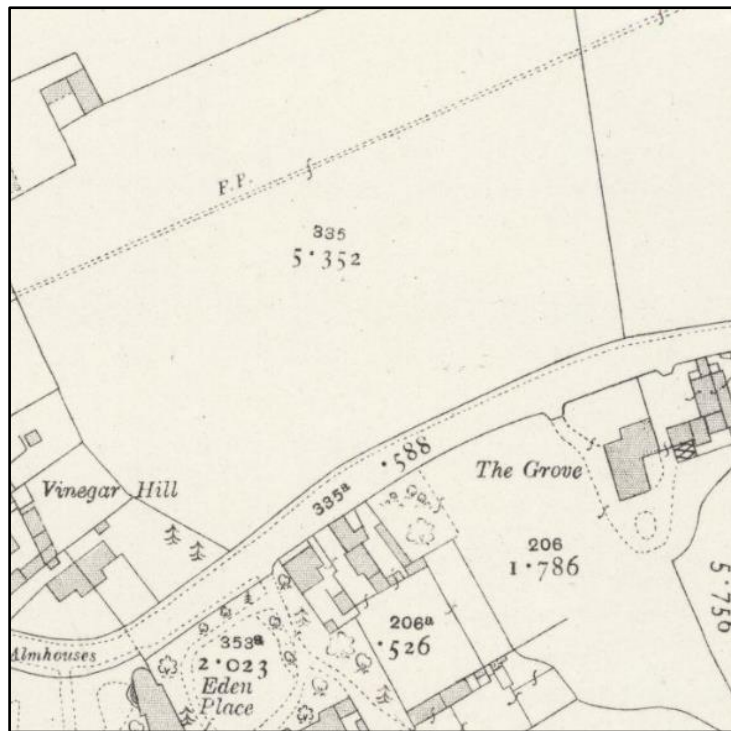 F.P.
335
5·352
·588
335ª
Vinegar Hill
The Grove
206
1·786
5·756
206ª
·526
Almhouses
353ª
2·023
Eden
Place